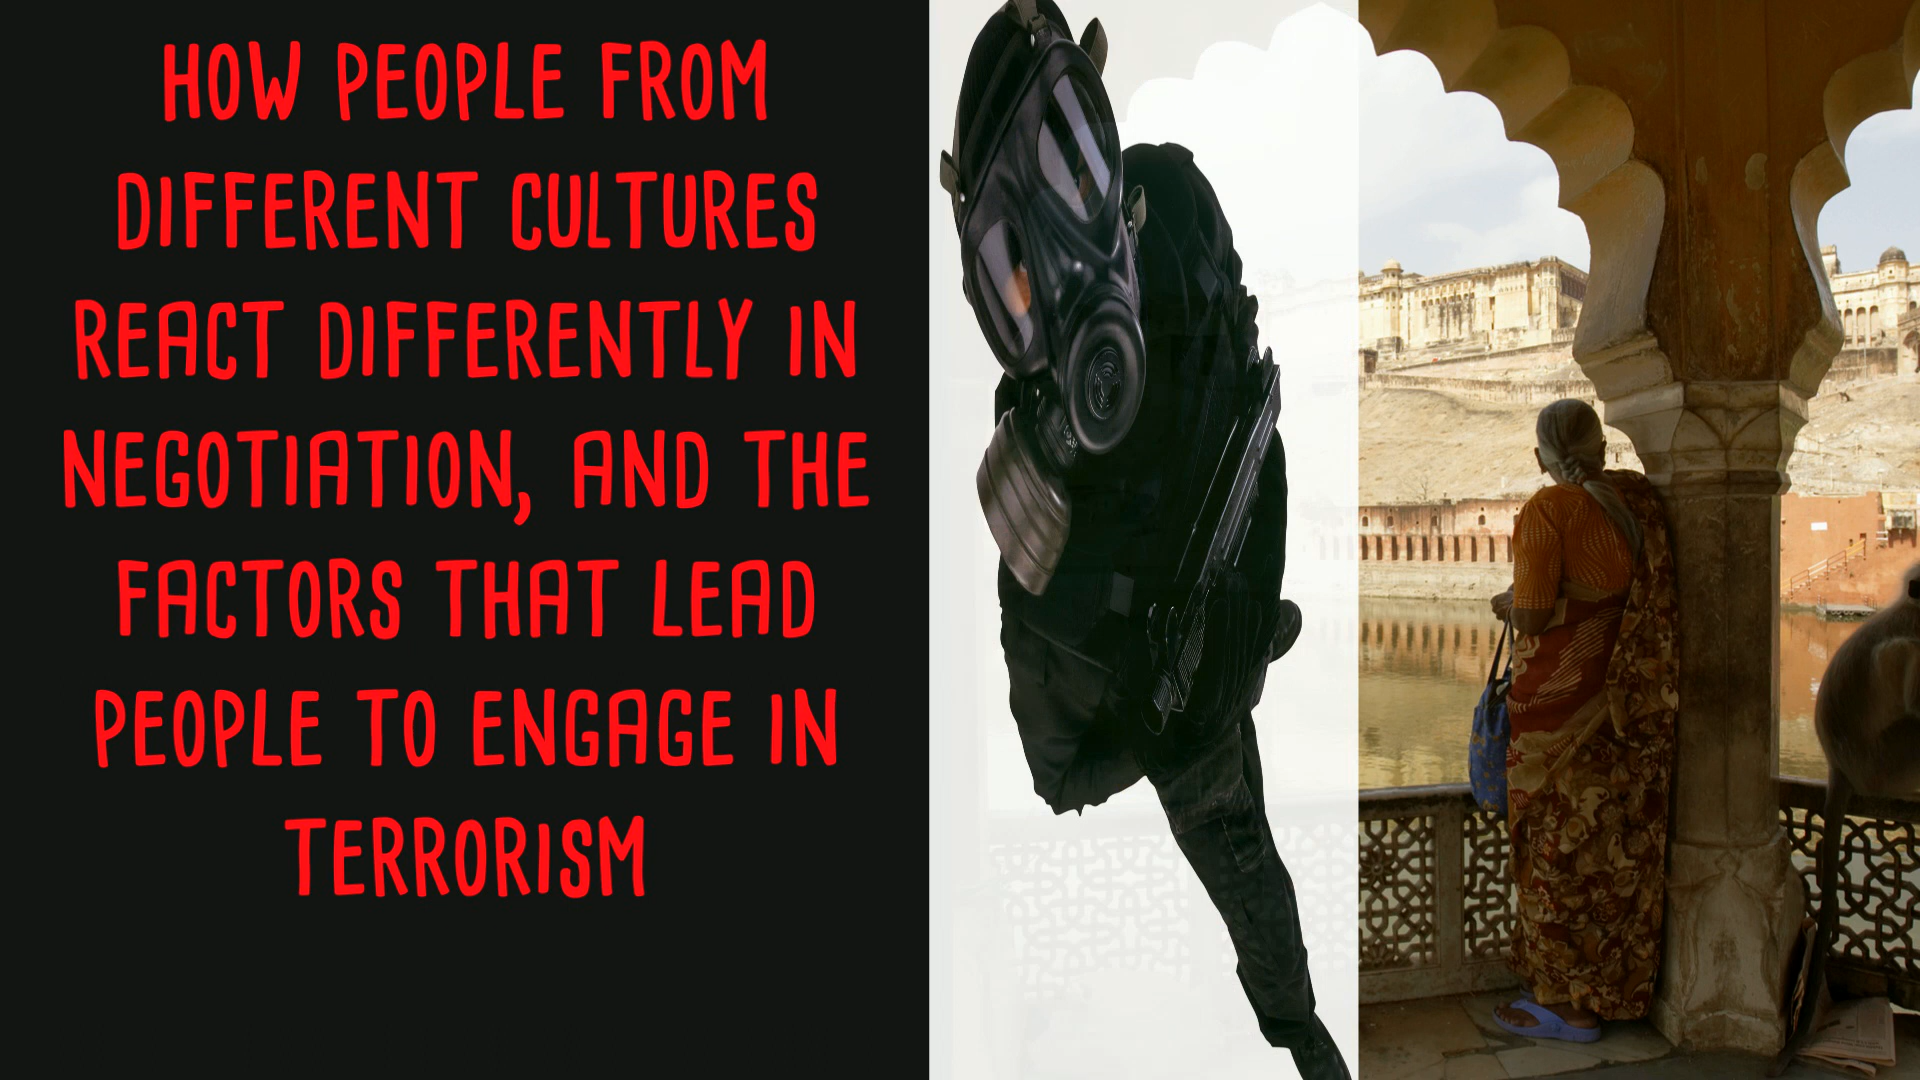 HOW PEOPLE FROM
DIFFERENT CULTURES
REACT DIFFERENTLY IN
NEGOTIATION, AND THE
FACTORS THAT LEAD
PEOPLE TO ENGAGE IN
TERRORISM